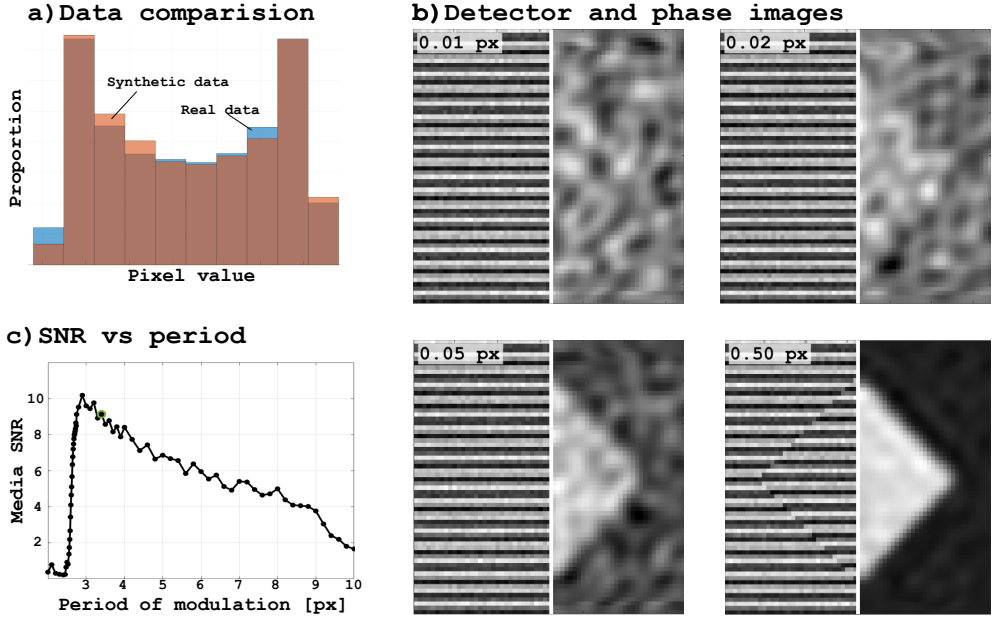 a)Data comparision
Synthetic data
Real data
Proportion
Pixel value
b)Detector and phase images
0.01 px
0.02 px
0.05 px
0.50 px
c)SNR vs period
Media SNR
10
8
6
4
2
3 4 5 6 7 8 9 10
Period of modulation [px]